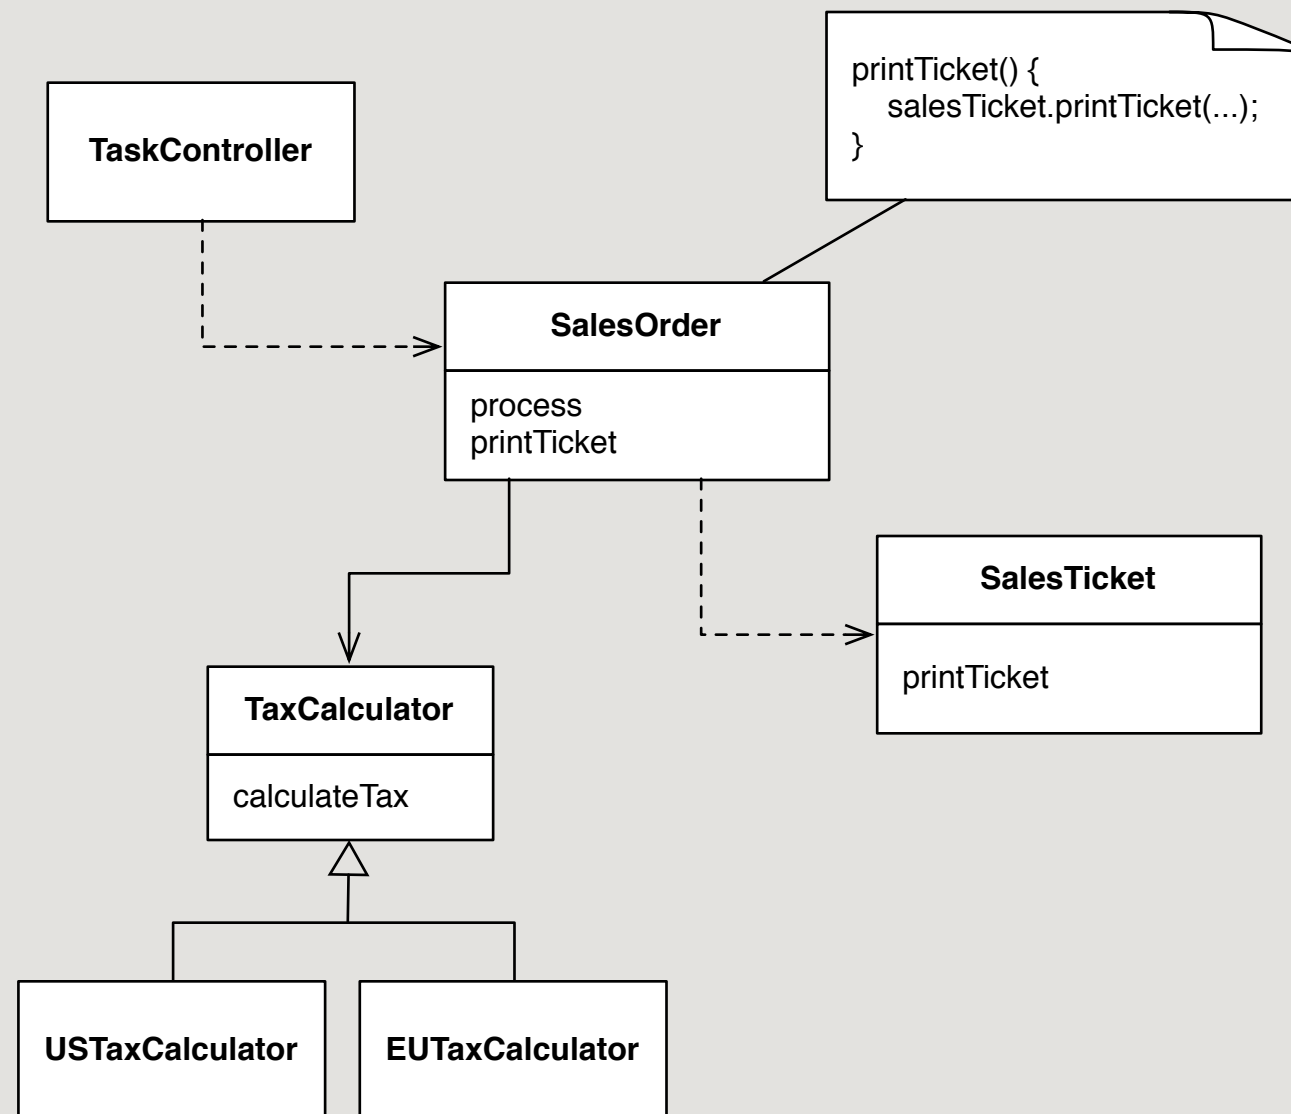 printTicket() {
salesTicket.printTicket(...);
}
TaskController
SalesOrder
process
printTicket
SalesTicket
printTicket
TaxCalculator
calculateTax
USTaxCalculator
EUTaxCalculator